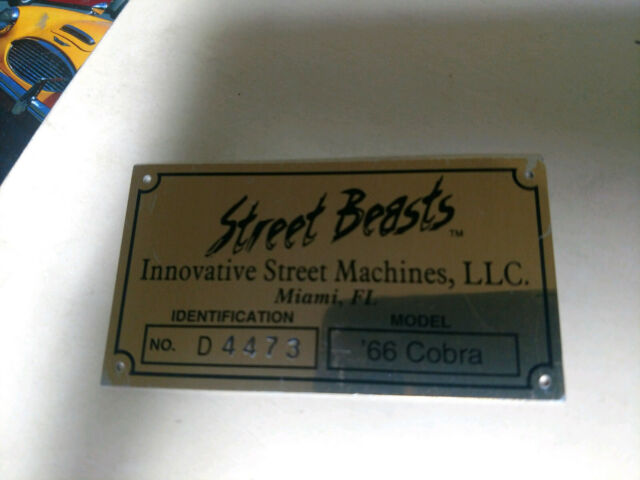 Street Beasts™
Innovative Street Machines, LLC.
Miami, FL
IDENTIFICATION
NO. D4473
MODEL
'66 Cobra